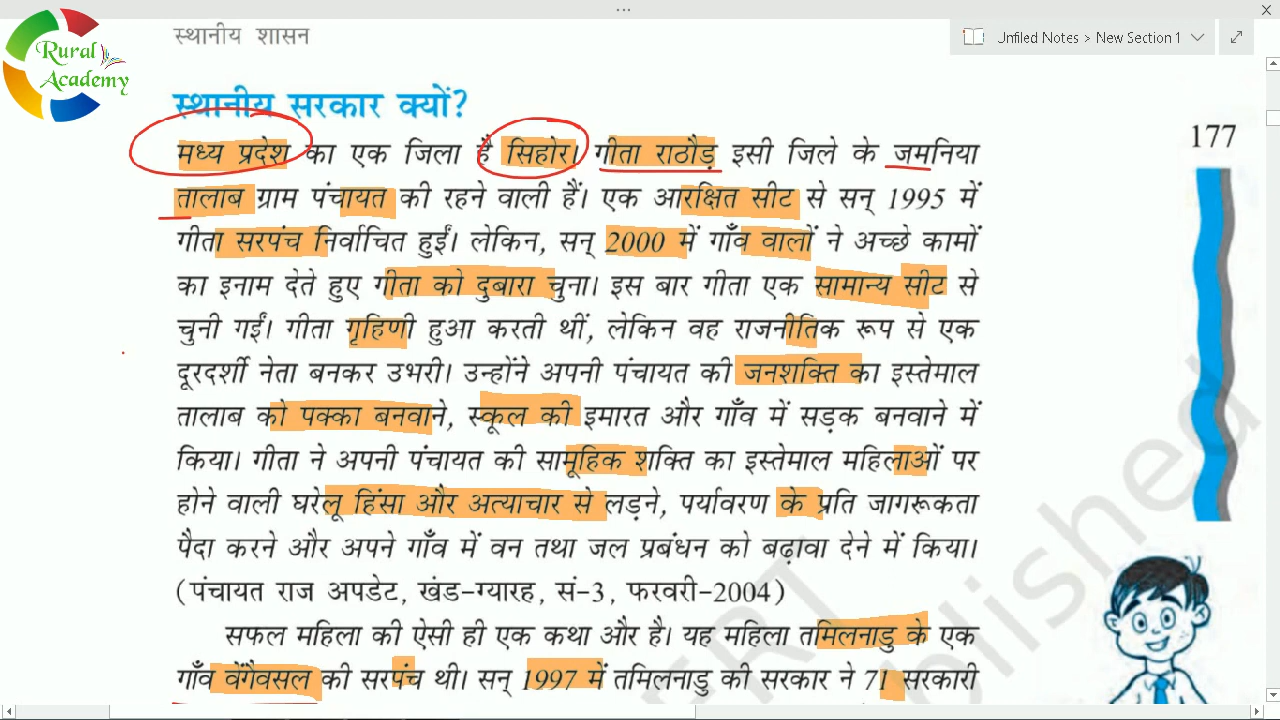 Rural
Academy
स्थानीय शासन
Unfiled Notes > New Section 1
स्थानीय सरकार क्यों?
177
मध्य प्रदेश का एक जिला है सिहोर। गीता राठौड़ इसी जिले के जमनिया
तालाब ग्राम पंचायत की रहने वाली हैं। एक आरक्षित सीट से सन् 1995 में
गीता सरपंच निर्वाचित हुईं। लेकिन, सन् 2000 में गाँव वालों ने अच्छे कामों
का इनाम देते हुए गीता को दुबारा चुना। इस बार गीता एक सामान्य सीट से
चुनी गईं। गीता गृहिणी हुआ करती थीं, लेकिन वह राजनीतिक रूप से एक
दूरदर्शी नेता बनकर उभरी। उन्होंने अपनी पंचायत की जनशक्ति का इस्तेमाल
तालाब को पक्का बनवाने, स्कूल की इमारत और गाँव में सड़क बनवाने में
किया। गीता ने अपनी पंचायत की सामूहिक शक्ति का इस्तेमाल महिलाओं पर
होने वाली घरेलू हिंसा और अत्याचार से लड़ने, पर्यावरण के प्रति जागरूकता
पैदा करने और अपने गाँव में वन तथा जल प्रबंधन को बढ़ावा देने में किया।
(पंचायत राज अपडेट, खंड-ग्यारह, सं-3, फरवरी-2004)
सफल महिला की ऐसी ही एक कथा और है। यह महिला तमिलनाडु के एक
गाँव वेंगैवसल की सरपंच थी। सन् 1997 में तमिलनाडु की सरकार ने 71 सरकारी